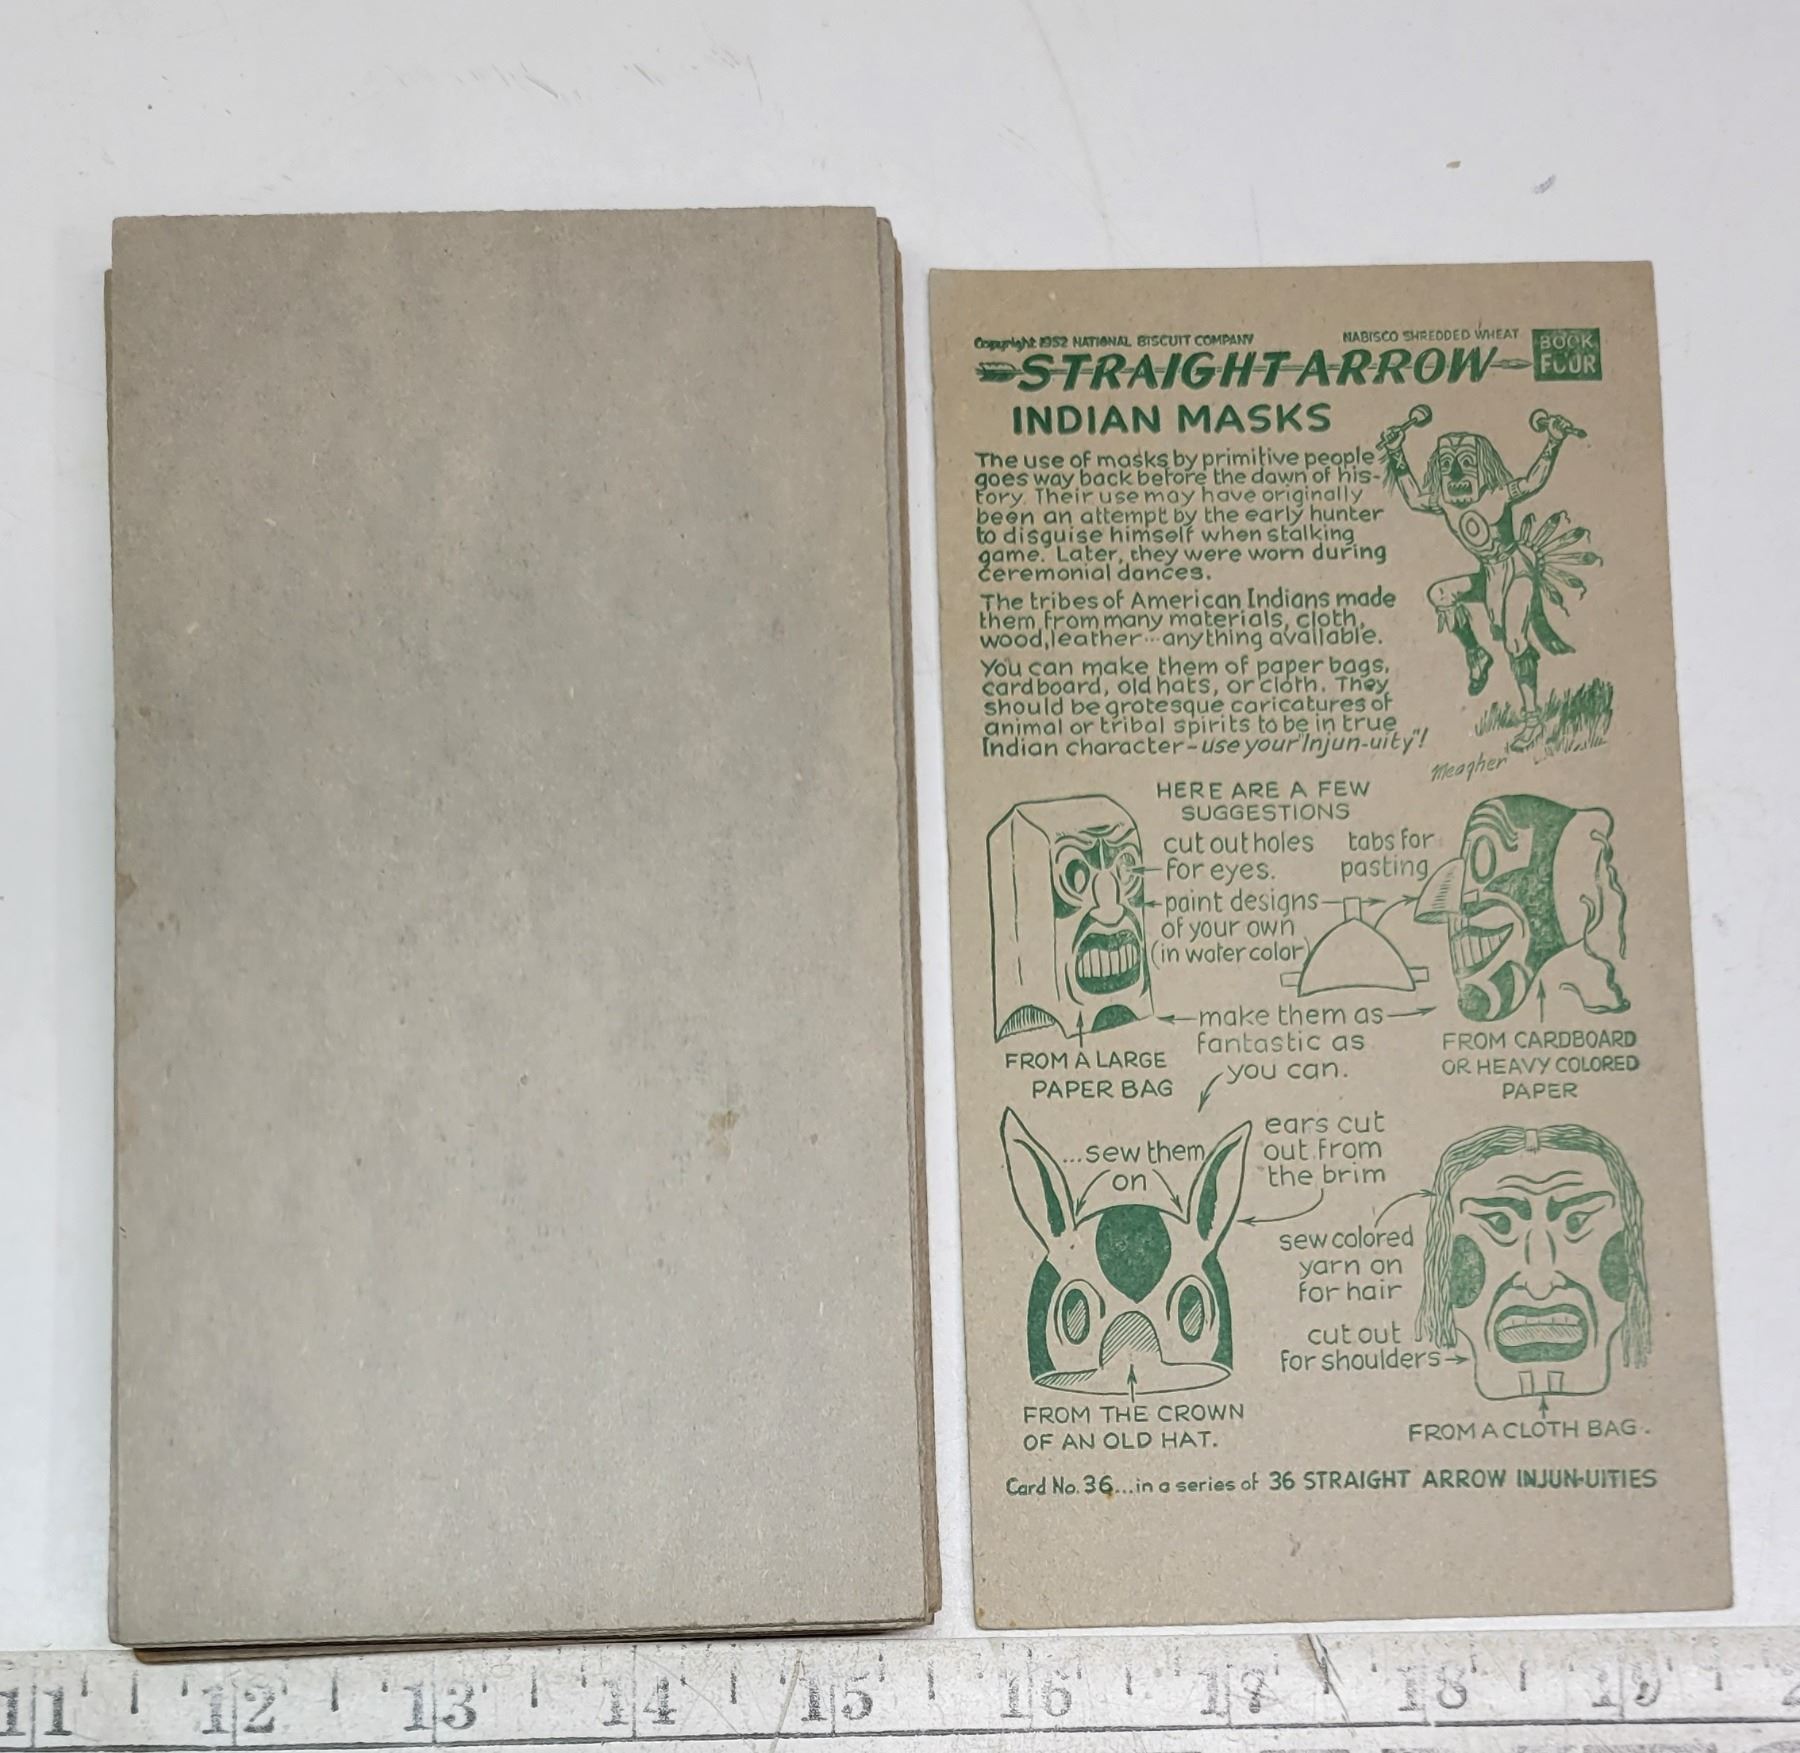 Copyright 1952 NATIONAL BISCUIT COMPANY
NABISCO SHREDDED WHEAT
STRAIGHT ARROW
BOOK
FOUR
INDIAN MASKS
The use of masks by primitive people
goes way back before the dawn of his-
tory. Their use may have originally
been an attempt by the early hunter
to disguise himself when stalking
game. Later, they were worn during
ceremonial dances.
The tribes of American Indians made
them from many materials, cloth,
wood, leather...anything available.
You can make them of paper bags,
cardboard, old hats, or cloth. They
should be grotesque caricatures of
animal or tribal spirits to be in true
Indian character-use your "Injun-uity"!
Meagher
HERE ARE A FEW
SUGGESTIONS
cut out holes
for eyes.
tabs for
pasting
paint designs
of your own
(in water color)
make them as
fantastic as
you can.
FROM A LARGE
PAPER BAG
FROM CARDBOARD
OR HEAVY COLORED
PAPER
...sew them
on
ears cut
out from
the brim
sew colored
yarn on
for hair
cut out
for shoulders
FROM THE CROWN
OF AN OLD HAT.
FROM A CLOTH BAG.
Card No. 36...in a series of 36 STRAIGHT ARROW INJUN-UITIES
11 12 13 14 15 16 17 18 19